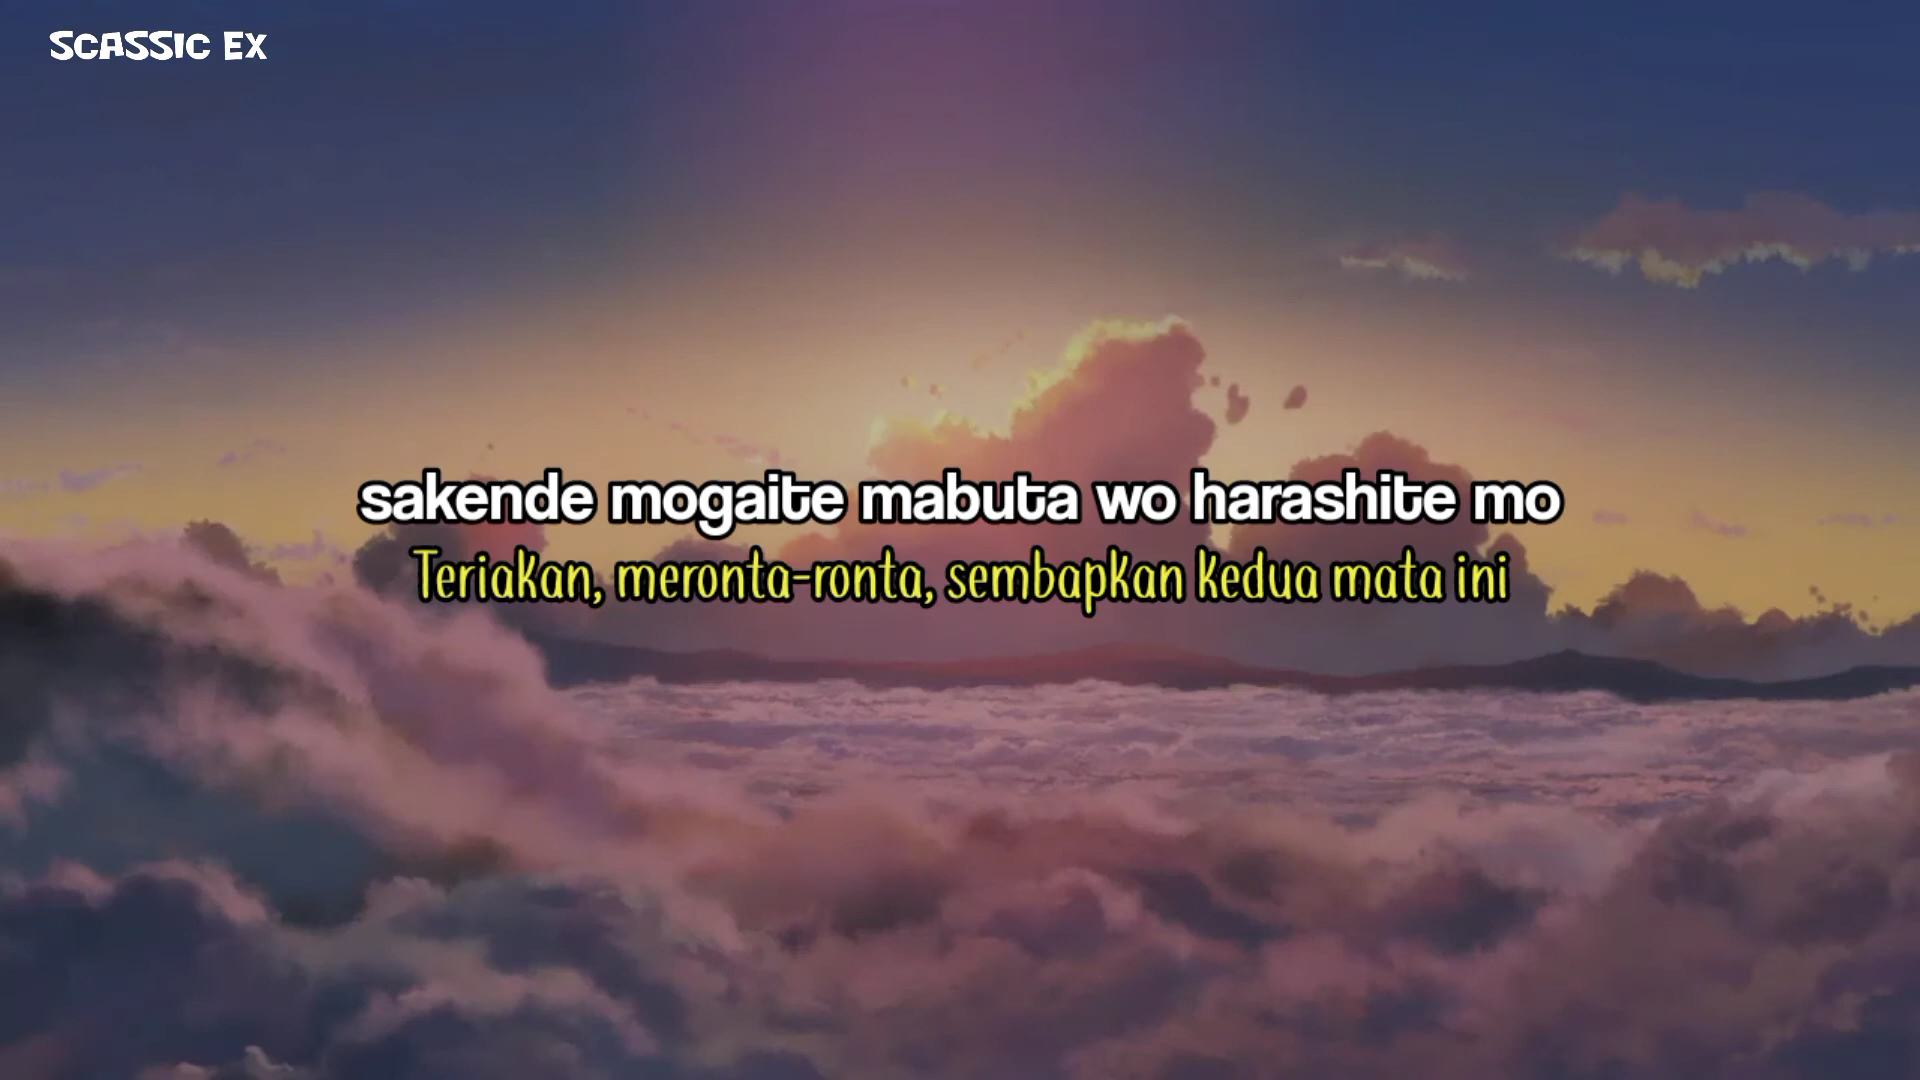 SCASSIC EX
sakende mogaite mabuta wo harashite mo
Teriakan, meronta-ronta, sembapkan kedua mata ini